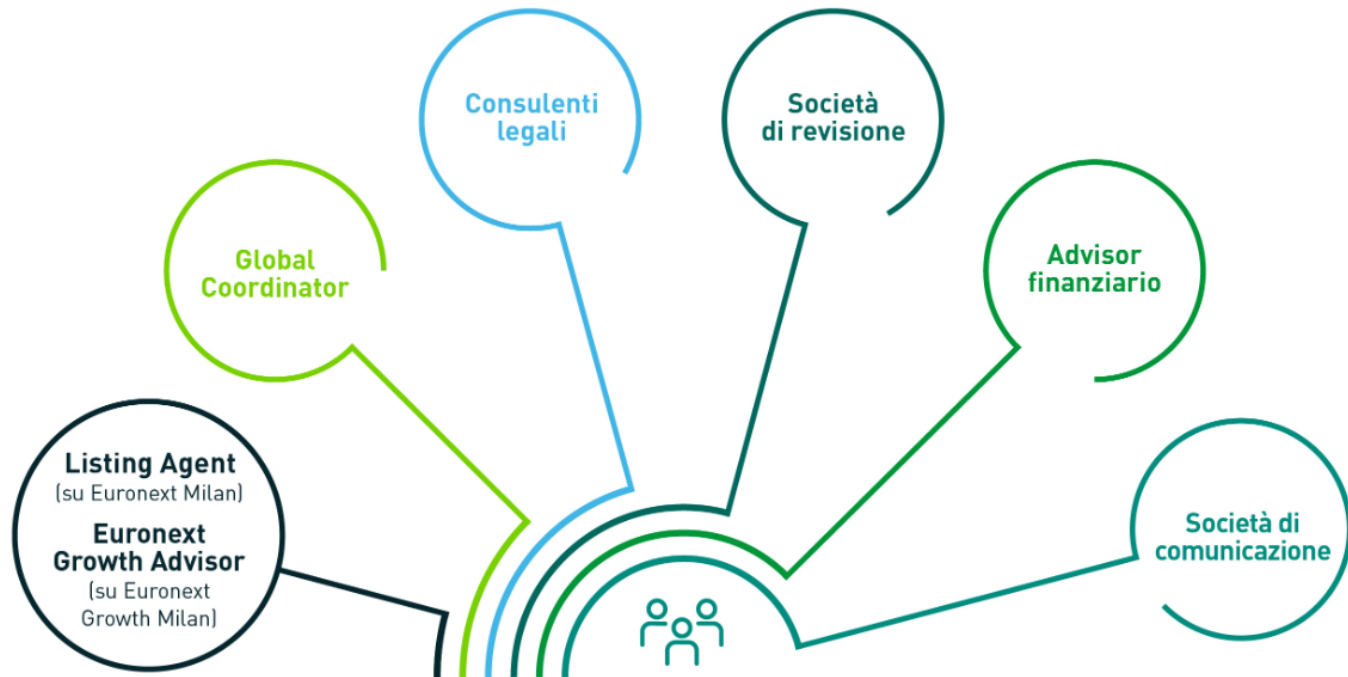 Listing Agent
(su Euronext Milan)
Euronext
Growth Advisor
(su Euronext
Growth Milan)
Global
Coordinator
Consulenti
legali
Società
di revisione
Advisor
finanziario
Società di
comunicazione